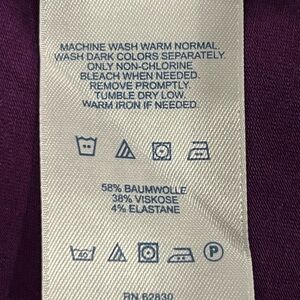 MACHINE WASH WARM NORMAL.
WASH DARK COLORS SEPARATELY.
ONLY NON-CHLORINE
BLEACH WHEN NEEDED.
REMOVE PROMPTLY.
TUMBLE DRY LOW.
WARM IRON IF NEEDED.
58% BAUMWOLLE
38% VISKOSE
4% ELASTANE
40 P
RN 62830